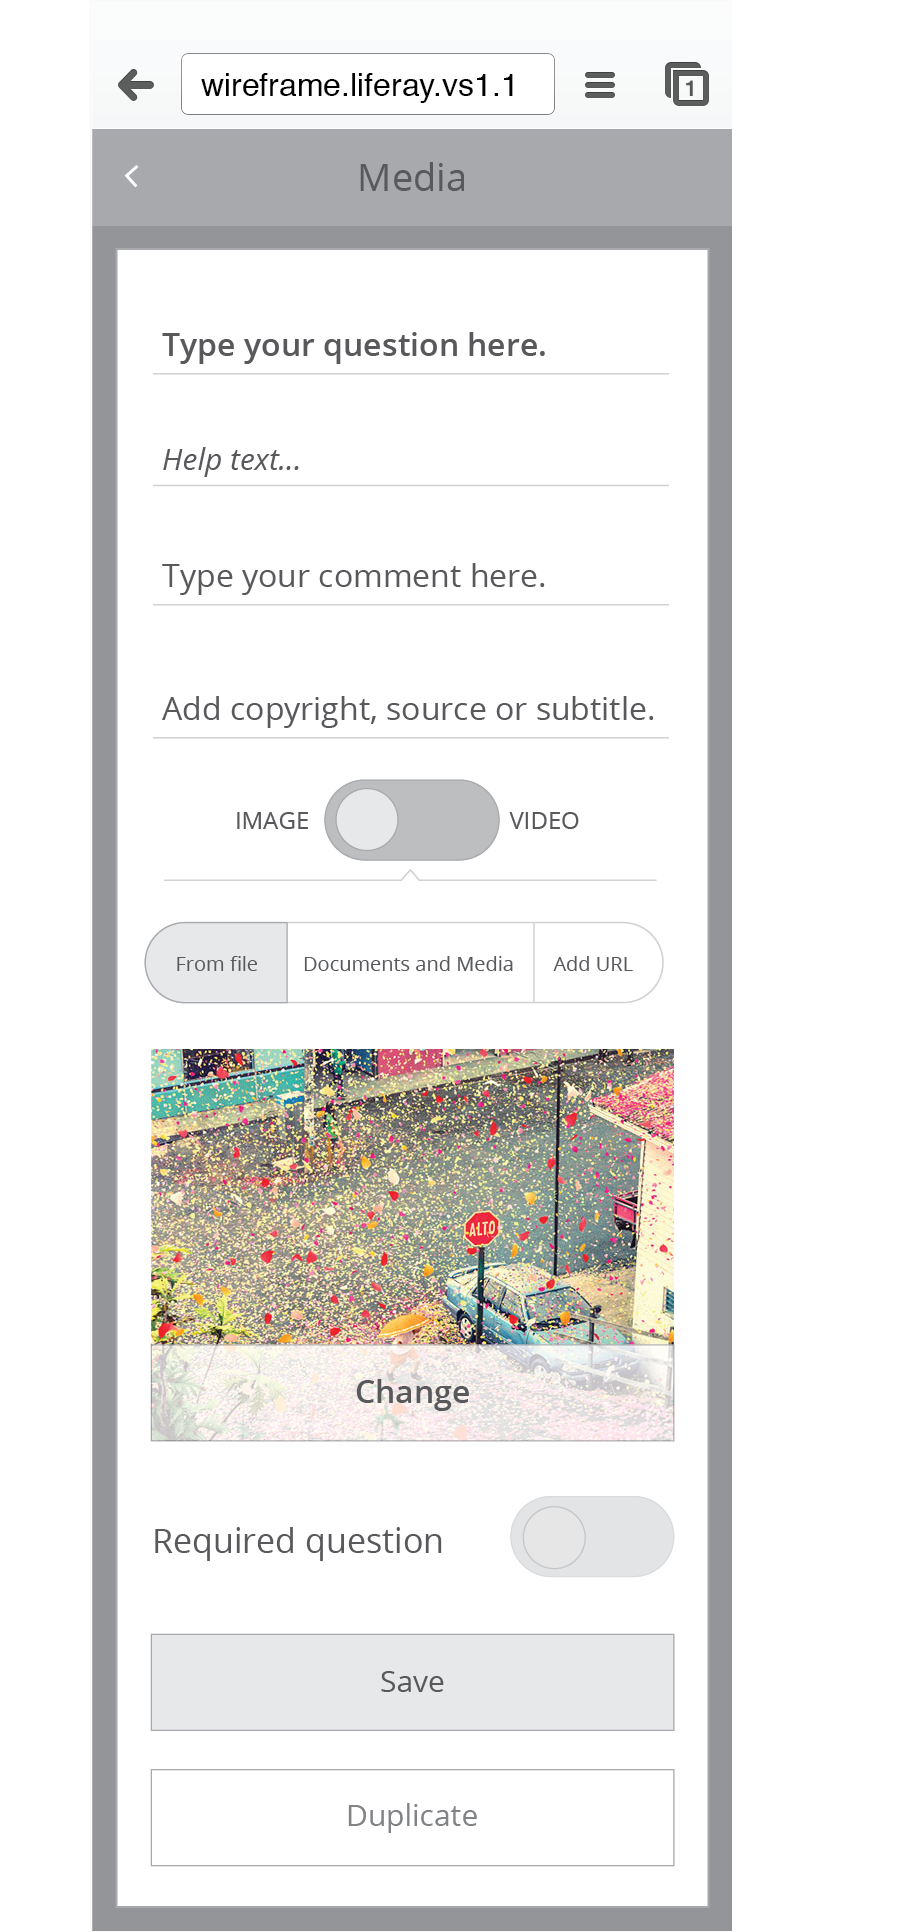 wireframe.liferay.vs1.1
1
Media
Type your question here.
Help text...
Type your comment here.
Add copyright, source or subtitle.
IMAGE VIDEO
From file Documents and Media Add URL
ALTO
Change
Required question
Save
Duplicate